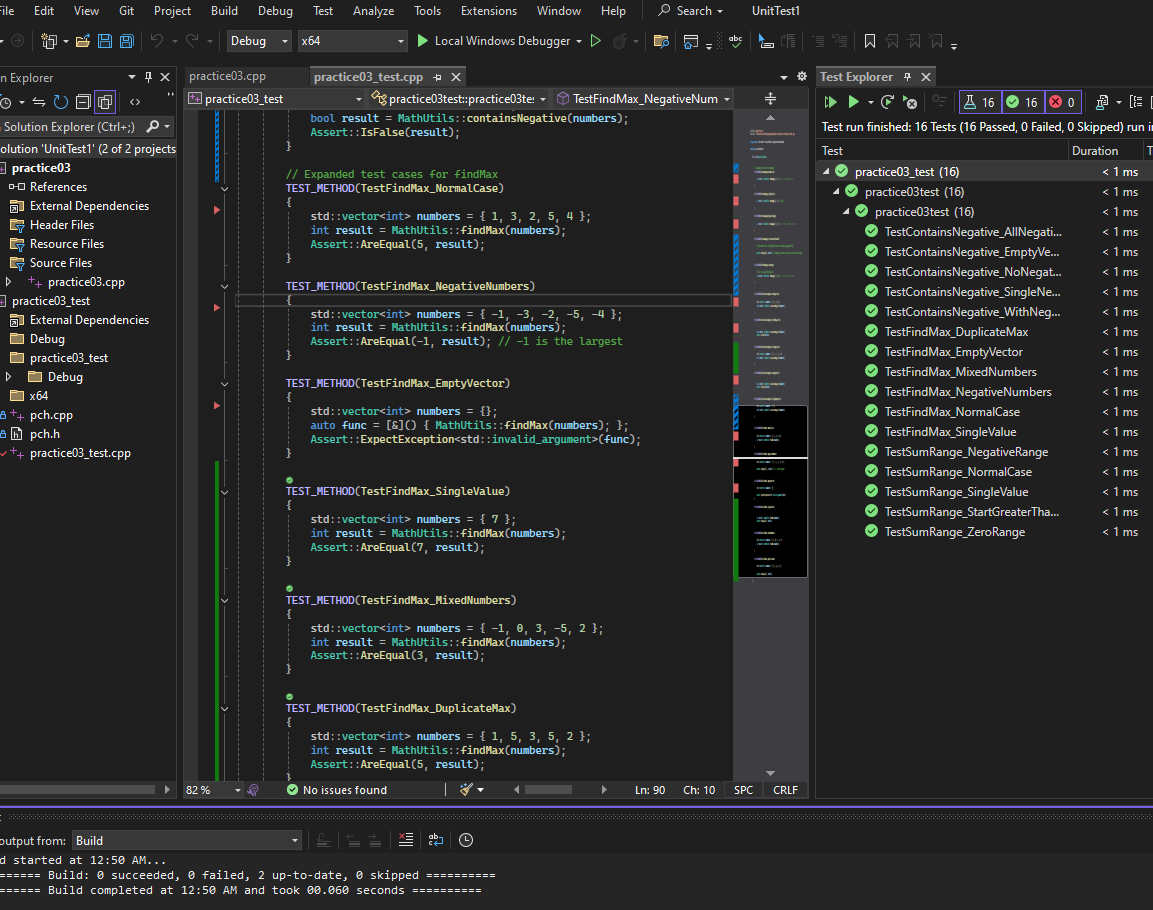 File Edit View Git Project Build Debug Test Analyze Tools Extensions Window Help Search UnitTest1
Debug x64 Local Windows Debugger
n Explorer
Solution Explorer (Ctrl+;)
olution 'UnitTest1' (2 of 2 projects
practice03
References
External Dependencies
Header Files
Resource Files
Source Files
practice03.cpp
practice03_test
External Dependencies
Debug
practice03_test
Debug
x64
pch.cpp
pch.h
practice03_test.cpp
practice03.cpp practice03_test.cpp
practice03_test practice03test::practice03te: TestFindMax_NegativeNum
bool result = MathUtils::containsNegative(numbers);
Assert::IsFalse(result);
}
// Expanded test cases for findMax
TEST_METHOD(TestFindMax_NormalCase)
{
std::vector<int> numbers = { 1, 3, 2, 5, 4 };
int result = MathUtils::findMax(numbers);
Assert::AreEqual(5, result);
}
TEST_METHOD(TestFindMax_NegativeNumbers)
{
std::vector<int> numbers = { -1, -3, -2, -5, -4 };
int result = MathUtils::findMax(numbers);
Assert::AreEqual(-1, result); // -1 is the largest
}
TEST_METHOD(TestFindMax_EmptyVector)
{
std::vector<int> numbers = {};
auto func = [&]() { MathUtils::findMax(numbers); };
Assert::ExpectException<std::invalid_argument>(func);
}
TEST_METHOD(TestFindMax_SingleValue)
{
std::vector<int> numbers = { 7 };
int result = MathUtils::findMax(numbers);
Assert::AreEqual(7, result);
}
TEST_METHOD(TestFindMax_MixedNumbers)
{
std::vector<int> numbers = { -1, 0, 3, -5, 2 };
int result = MathUtils::findMax(numbers);
Assert::AreEqual(3, result);
}
TEST_METHOD(TestFindMax_DuplicateMax)
{
std::vector<int> numbers = { 1, 5, 3, 5, 2 };
int result = MathUtils::findMax(numbers);
Assert::AreEqual(5, result);
}
82 % No issues found Ln: 90 Ch: 10 SPC CRLF
Test Explorer
16 16 0
Test run finished: 16 Tests (16 Passed, 0 Failed, 0 Skipped) run in
Test Duration T
practice03_test (16) < 1 ms
practice03test (16) < 1 ms
practice03test (16) < 1 ms
TestContainsNegative_AllNegati... < 1 ms
TestContainsNegative_EmptyVe... < 1 ms
TestContainsNegative_NoNegat... < 1 ms
TestContainsNegative_SingleNe... < 1 ms
TestContainsNegative_WithNeg... < 1 ms
TestFindMax_DuplicateMax < 1 ms
TestFindMax_EmptyVector < 1 ms
TestFindMax_MixedNumbers < 1 ms
TestFindMax_NegativeNumbers < 1 ms
TestFindMax_NormalCase < 1 ms
TestFindMax_SingleValue < 1 ms
TestSumRange_NegativeRange < 1 ms
TestSumRange_NormalCase < 1 ms
TestSumRange_SingleValue < 1 ms
TestSumRange_StartGreaterTha... < 1 ms
TestSumRange_ZeroRange < 1 ms
output from: Build
d started at 12:50 AM...
====== Build: 0 succeeded, 0 failed, 2 up-to-date, 0 skipped ==========
====== Build completed at 12:50 AM and took 00.060 seconds ==========